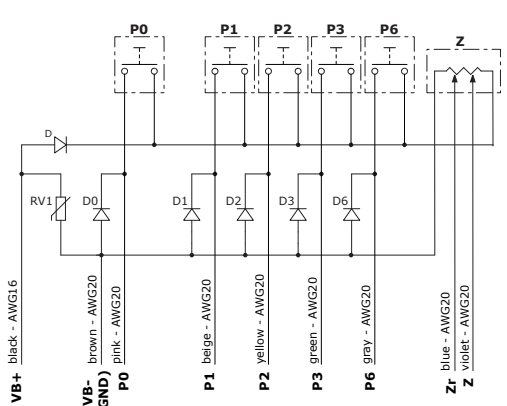 P0
P1
P2
P3
P6
Z
D
RV1
D0
D1
D2
D3
D6
black - AWG16
brown - AWG20
pink - AWG20
beige - AWG20
yellow - AWG20
green - AWG20
gray - AWG20
blue - AWG20
violet - AWG20
VB+
VB-
GND)
P0
P1
P2
P3
P6
Zr
Z